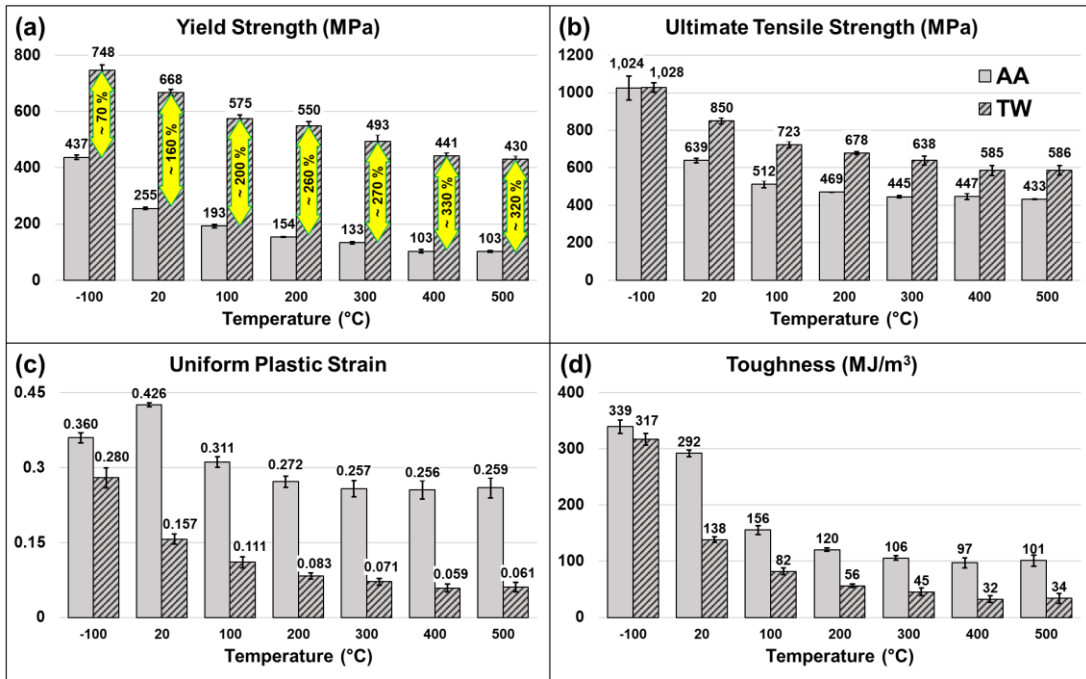 (a) Yield Strength (MPa)
800
600
400
200
0
748
668
575
550
493
441
430
437
255
193
154
133
103
103
~ 70 %
~ 160 %
~ 200 %
~ 260 %
~ 270 %
~ 330 %
~ 320 %
-100 20 100 200 300 400 500
Temperature (°C)
(b) Ultimate Tensile Strength (MPa)
1200
1000
800
600
400
200
0
AA
TW
1,024 1,028
639 850
512 723
469 678
445 638
447 585
433 586
-100 20 100 200 300 400 500
Temperature (°C)
(c) Uniform Plastic Strain
0.45
0.3
0.15
0
0.360 0.280
0.426 0.157
0.311 0.111
0.272 0.083
0.257 0.071
0.256 0.059
0.259 0.061
-100 20 100 200 300 400 500
Temperature (°C)
(d) Toughness (MJ/m³)
400
300
200
100
0
339 317
292 138
156 82
120 56
106 45
97 32
101 34
-100 20 100 200 300 400 500
Temperature (°C)